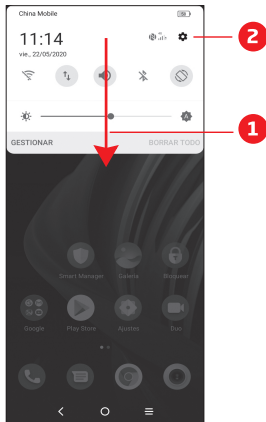 China Mobile
11:14
vie., 22/05/2020
2
A
1
GESTIONAR BORRAR TODO
Smart Manager Galería Bloquear
Google Play Store Ajustes Duo